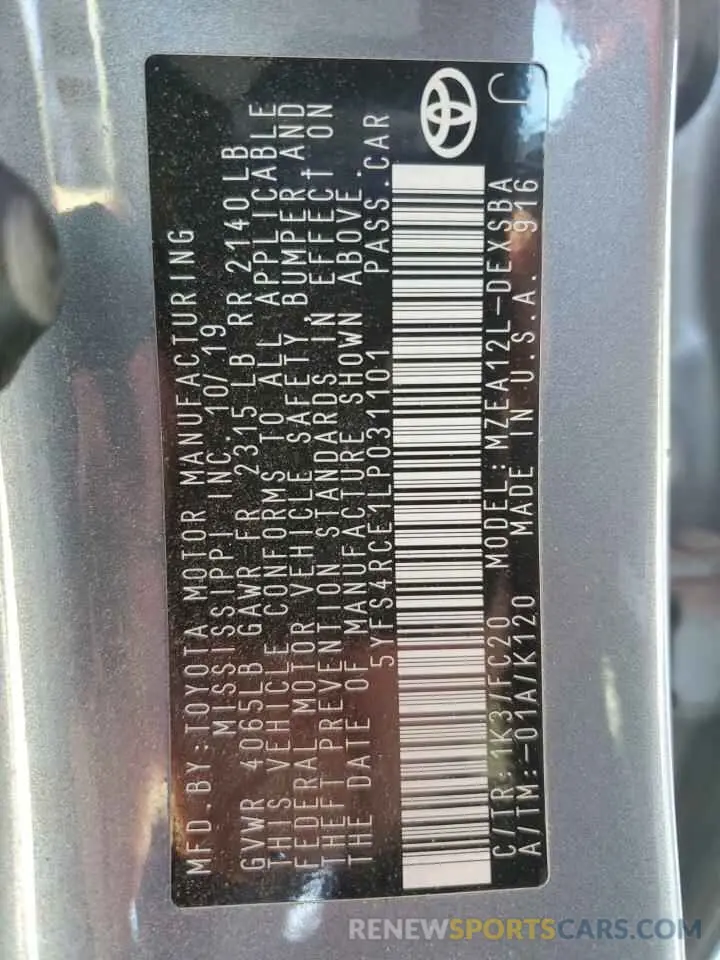 MFD.BY:TOYOTA MOTOR MANUFACTURING
MISSISSIPPI INC. 10/19
GVWR 4065LB GAWR FR 2315 LB RR 2140LB
THIS VEHICLE CONFORMS TO ALL APPLICABLE
FEDERAL MOTOR VEHICLE SAFETY, BUMPER AND
THEFT PREVENTION STANDARDS IN EFFECT ON
THE DATE OF MANUFACTURE SHOWN ABOVE.
5YFS4RCE1LP031101 PASS.CAR
C/TR:1K3/FC20 MODEL:MZEA12L-DEXSBA
A/TM:-01A/K120 MADE IN U.S.A. 916
RENEWSPORTSCARS.COM